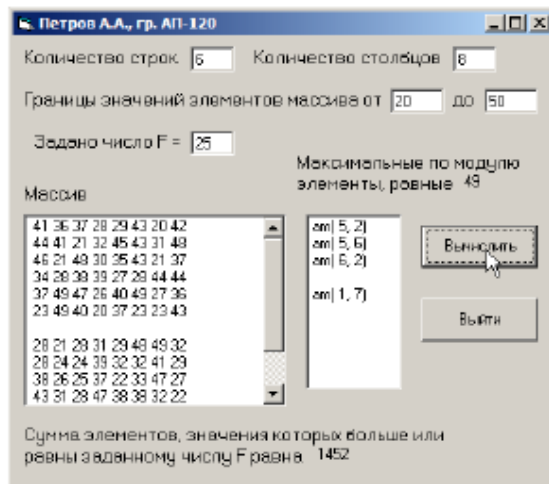 Петров А.А., гр. АП-120
Количество строк 6 Количество столбцов 8
Границы значений элементов массива от 20 до 50
Задано число F = 25
Максимальные по модулю
элементы, равные 49
Массив
41 36 37 28 29 43 20 42
44 41 21 32 45 43 31 48
46 21 48 30 35 43 21 37
34 28 38 39 27 28 44 44
37 49 47 26 40 49 27 36
23 49 40 20 37 23 23 43
28 21 28 31 29 48 49 32
28 24 24 39 32 32 41 29
38 26 25 37 22 33 47 27
43 31 28 47 38 38 32 22
am( 5, 2)
am( 5, 6)
am( 6, 2)
am( 1, 7)
Вычислить
Выйти
Сумма элементов, значения которых больше или
равны заданному числу F равна 1452